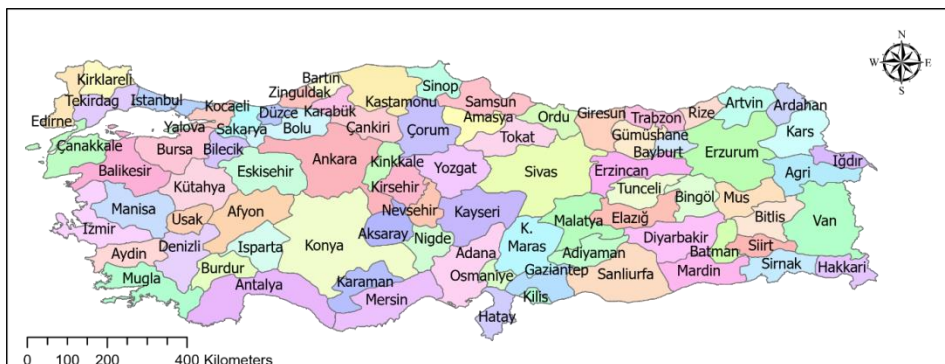 N
W E
S
Kirklareli
Tekirdag
Istanbul
Edirne
Kocaeli
Yalova
Sakarya
Düzce
Bolu
Zinguldak
Bartın
Karabük
Kastamonu
Sinop
Çankiri
Samsun
Amasya
Çorum
Ordu
Tokat
Giresun
Trabzon
Gümüshane
Bayburt
Rize
Artvin
Ardahan
Kars
Iğdır
Erzurum
Agri
Çanakkale
Balikesir
Bursa
Bilecik
Kütahya
Eskisehir
Ankara
Kinkkale
Kirsehir
Yozgat
Sivas
Erzincan
Tunceli
Bingöl
Mus
Bitlis
Van
Manisa
Izmir
Usak
Afyon
Aydin
Denizli
Mugla
Burdur
Isparta
Antalya
Konya
Aksaray
Nevsehir
Nigde
Kayseri
Karaman
Mersin
Adana
K.
Maras
Osmaniye
Gaziantep
Kilis
Hatay
Malatya
Adiyaman
Elazığ
Diyarbakir
Sanliurfa
Mardin
Batman
Siirt
Sirnak
Hakkari
0 100 200 400 Kilometers